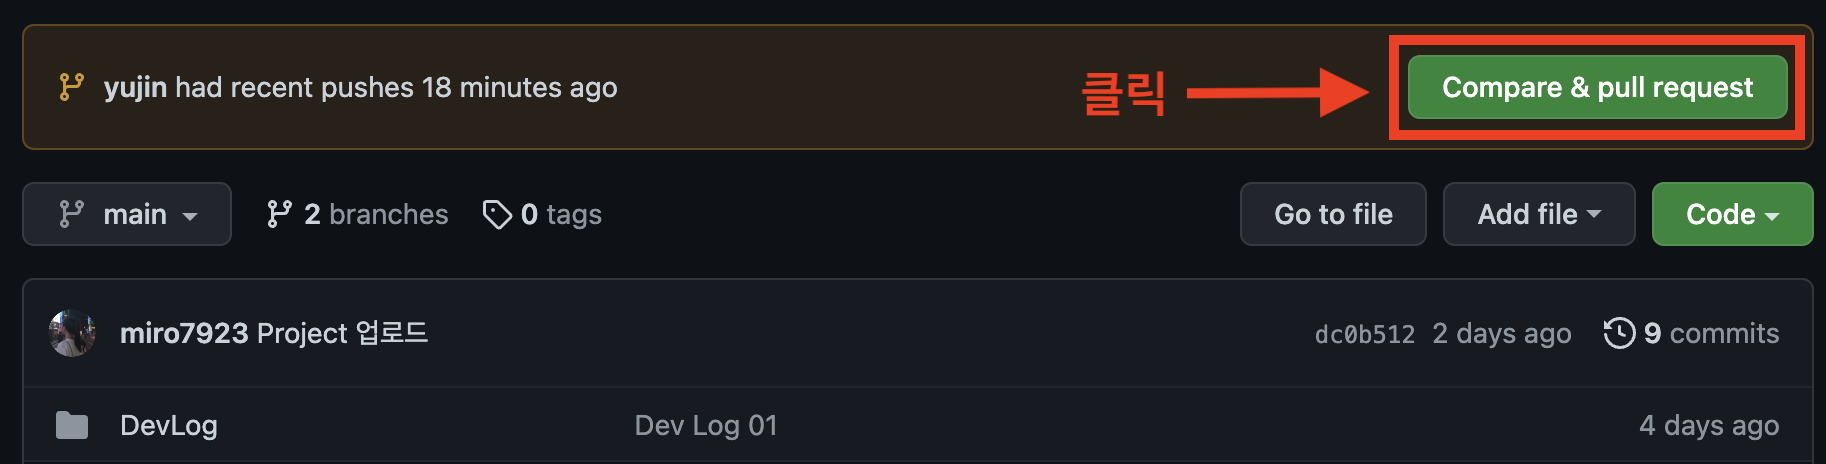 yujin had recent pushes 18 minutes ago 클릭 Compare & pull request
main 2 branches 0 tags Go to file Add file Code
miro7923 Project 업로드 dc0b512 2 days ago 9 commits
DevLog Dev Log 01 4 days ago